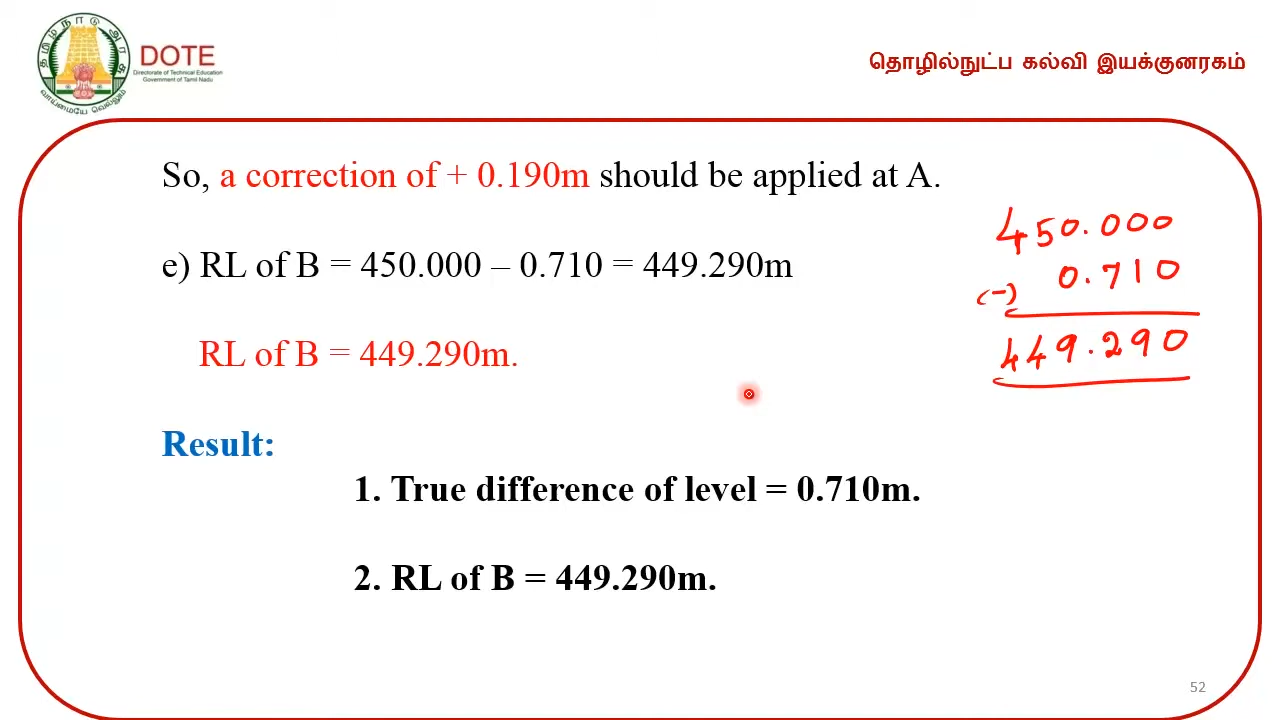 தமிழ்நாடு அரசு
வாய்மையே வெல்லும்
DOTE
Directorate of Technical Education
Government of Tamil Nadu
தொழில்நுட்ப கல்வி இயக்குனரகம்
So, a correction of + 0.190m should be applied at A.
e) RL of B = 450.000 – 0.710 = 449.290m
RL of B = 449.290m.
450.000
(-) 0.710
449.290
Result:
1. True difference of level = 0.710m.
2. RL of B = 449.290m.
52